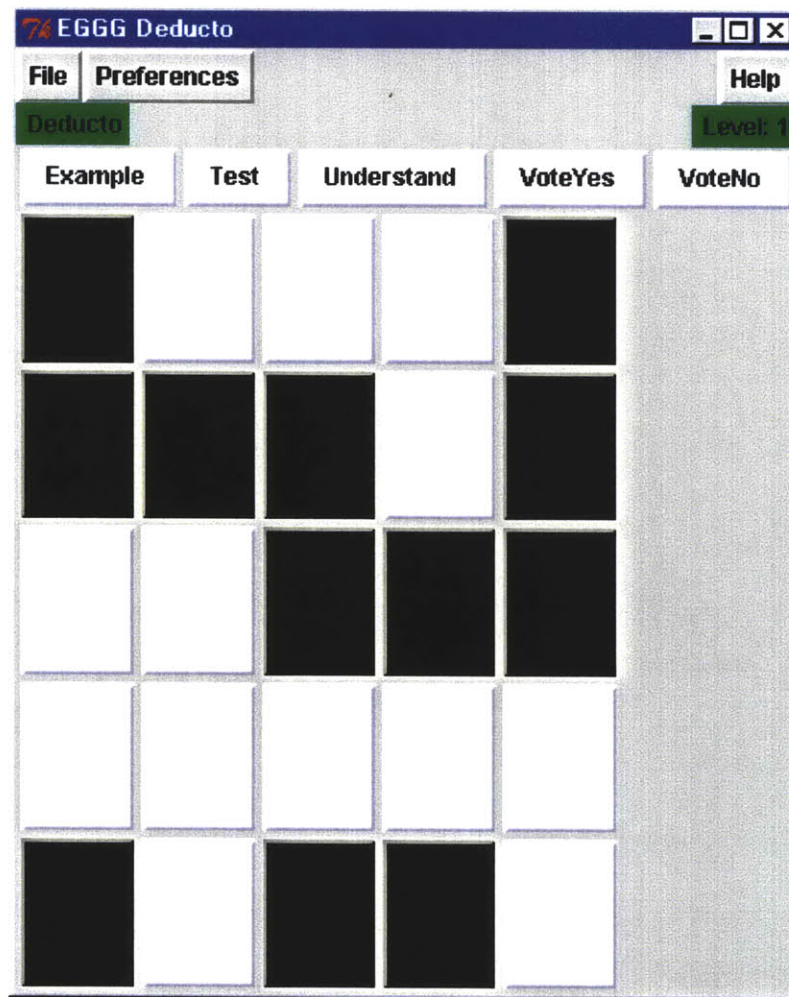 EGGG Deducto
File Preferences Help
Deducto Level: 1
Example Test Understand VoteYes VoteNo